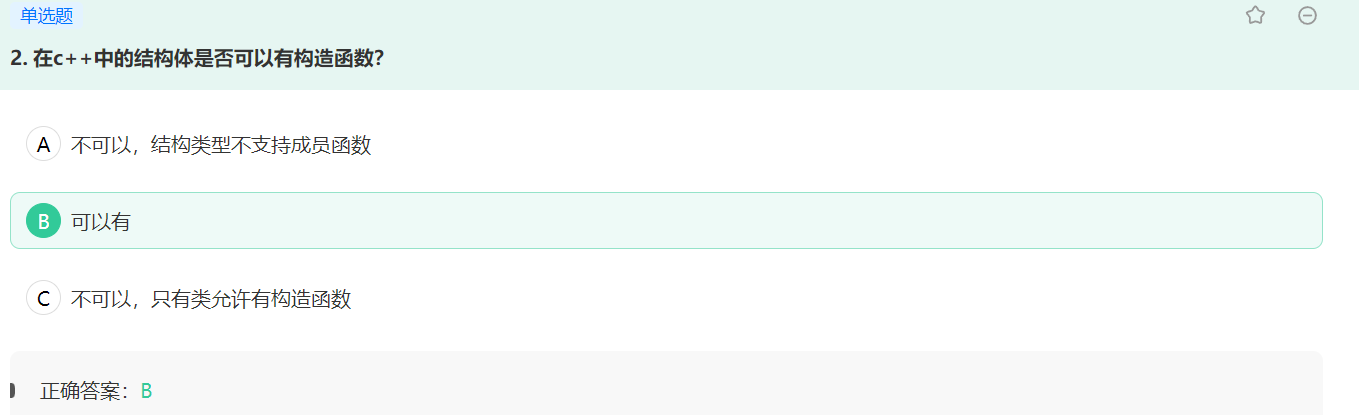 单选题
2. 在c++中的结构体是否可以有构造函数?
A 不可以，结构类型不支持成员函数
B 可以有
C 不可以，只有类允许有构造函数
正确答案：B